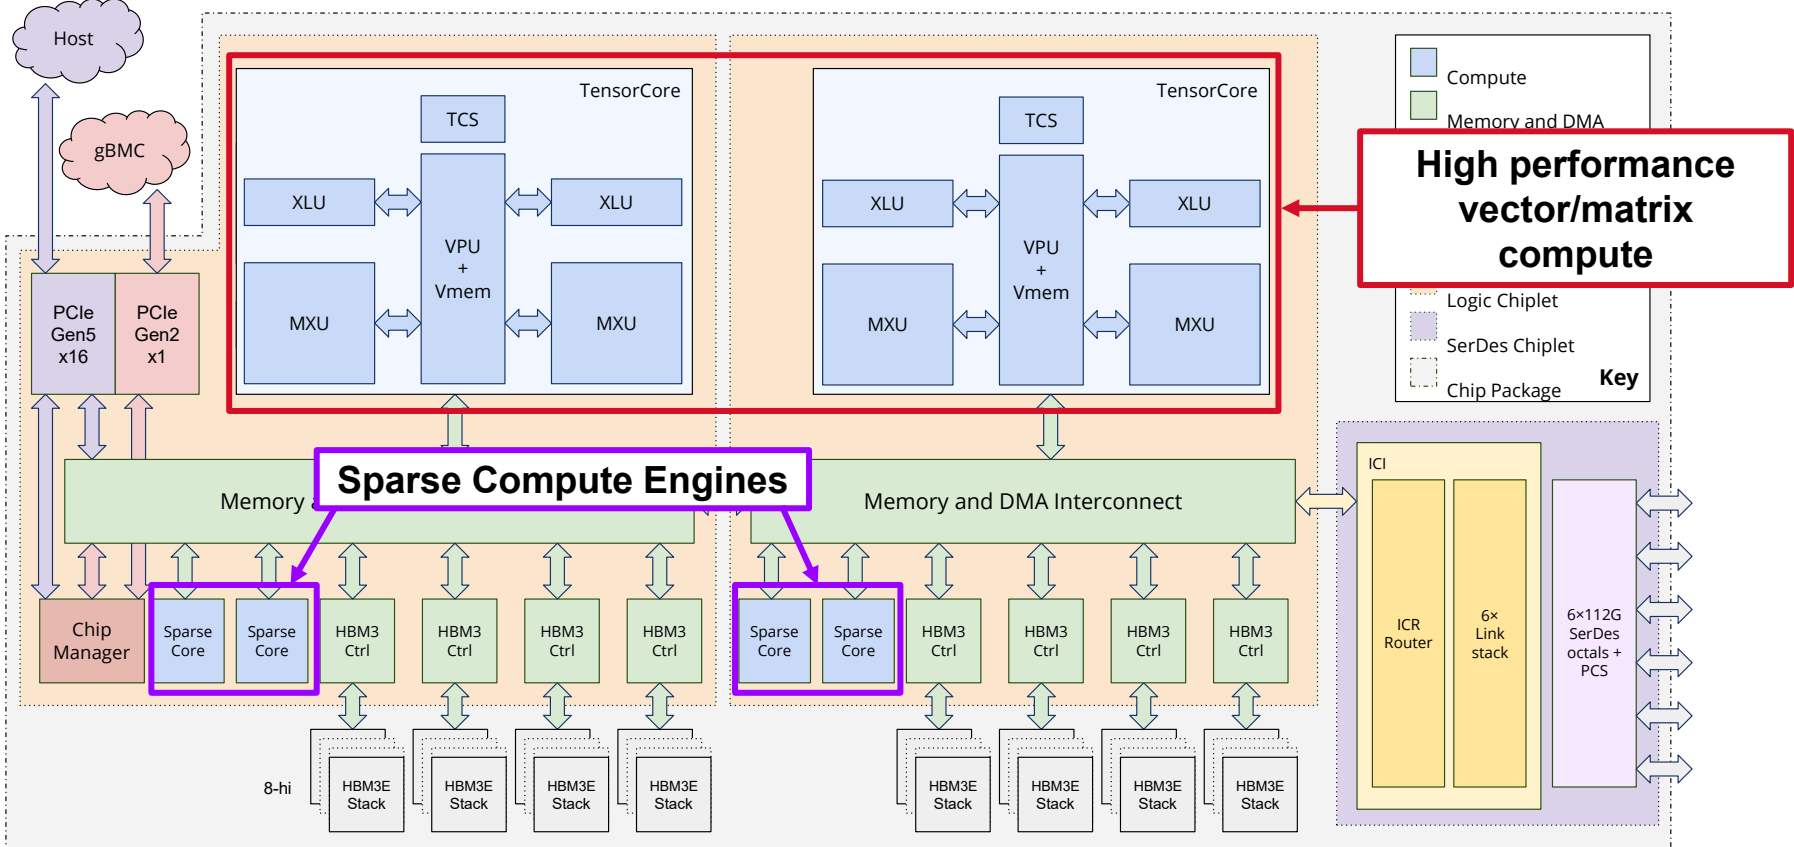 Host
gBMC
PCIe
Gen5
x16
PCIe
Gen2
x1
TensorCore
TCS
XLU
XLU
VPU
+
Vmem
MXU
MXU
TensorCore
TCS
XLU
XLU
VPU
+
Vmem
MXU
MXU
Compute
Memory and DMA
High performance
vector/matrix
compute
Logic Chiplet
SerDes Chiplet
Chip Package
Key
Sparse Compute Engines
Memory
Memory and DMA Interconnect
Chip
Manager
Sparse
Core
Sparse
Core
HBM3
Ctrl
HBM3
Ctrl
HBM3
Ctrl
HBM3
Ctrl
Sparse
Core
Sparse
Core
HBM3
Ctrl
HBM3
Ctrl
HBM3
Ctrl
HBM3
Ctrl
8-hi
HBM3E
Stack
HBM3E
Stack
HBM3E
Stack
HBM3E
Stack
HBM3E
Stack
HBM3E
Stack
HBM3E
Stack
HBM3E
Stack
ICI
ICR
Router
6×
Link
stack
6×112G
SerDes
octals +
PCS